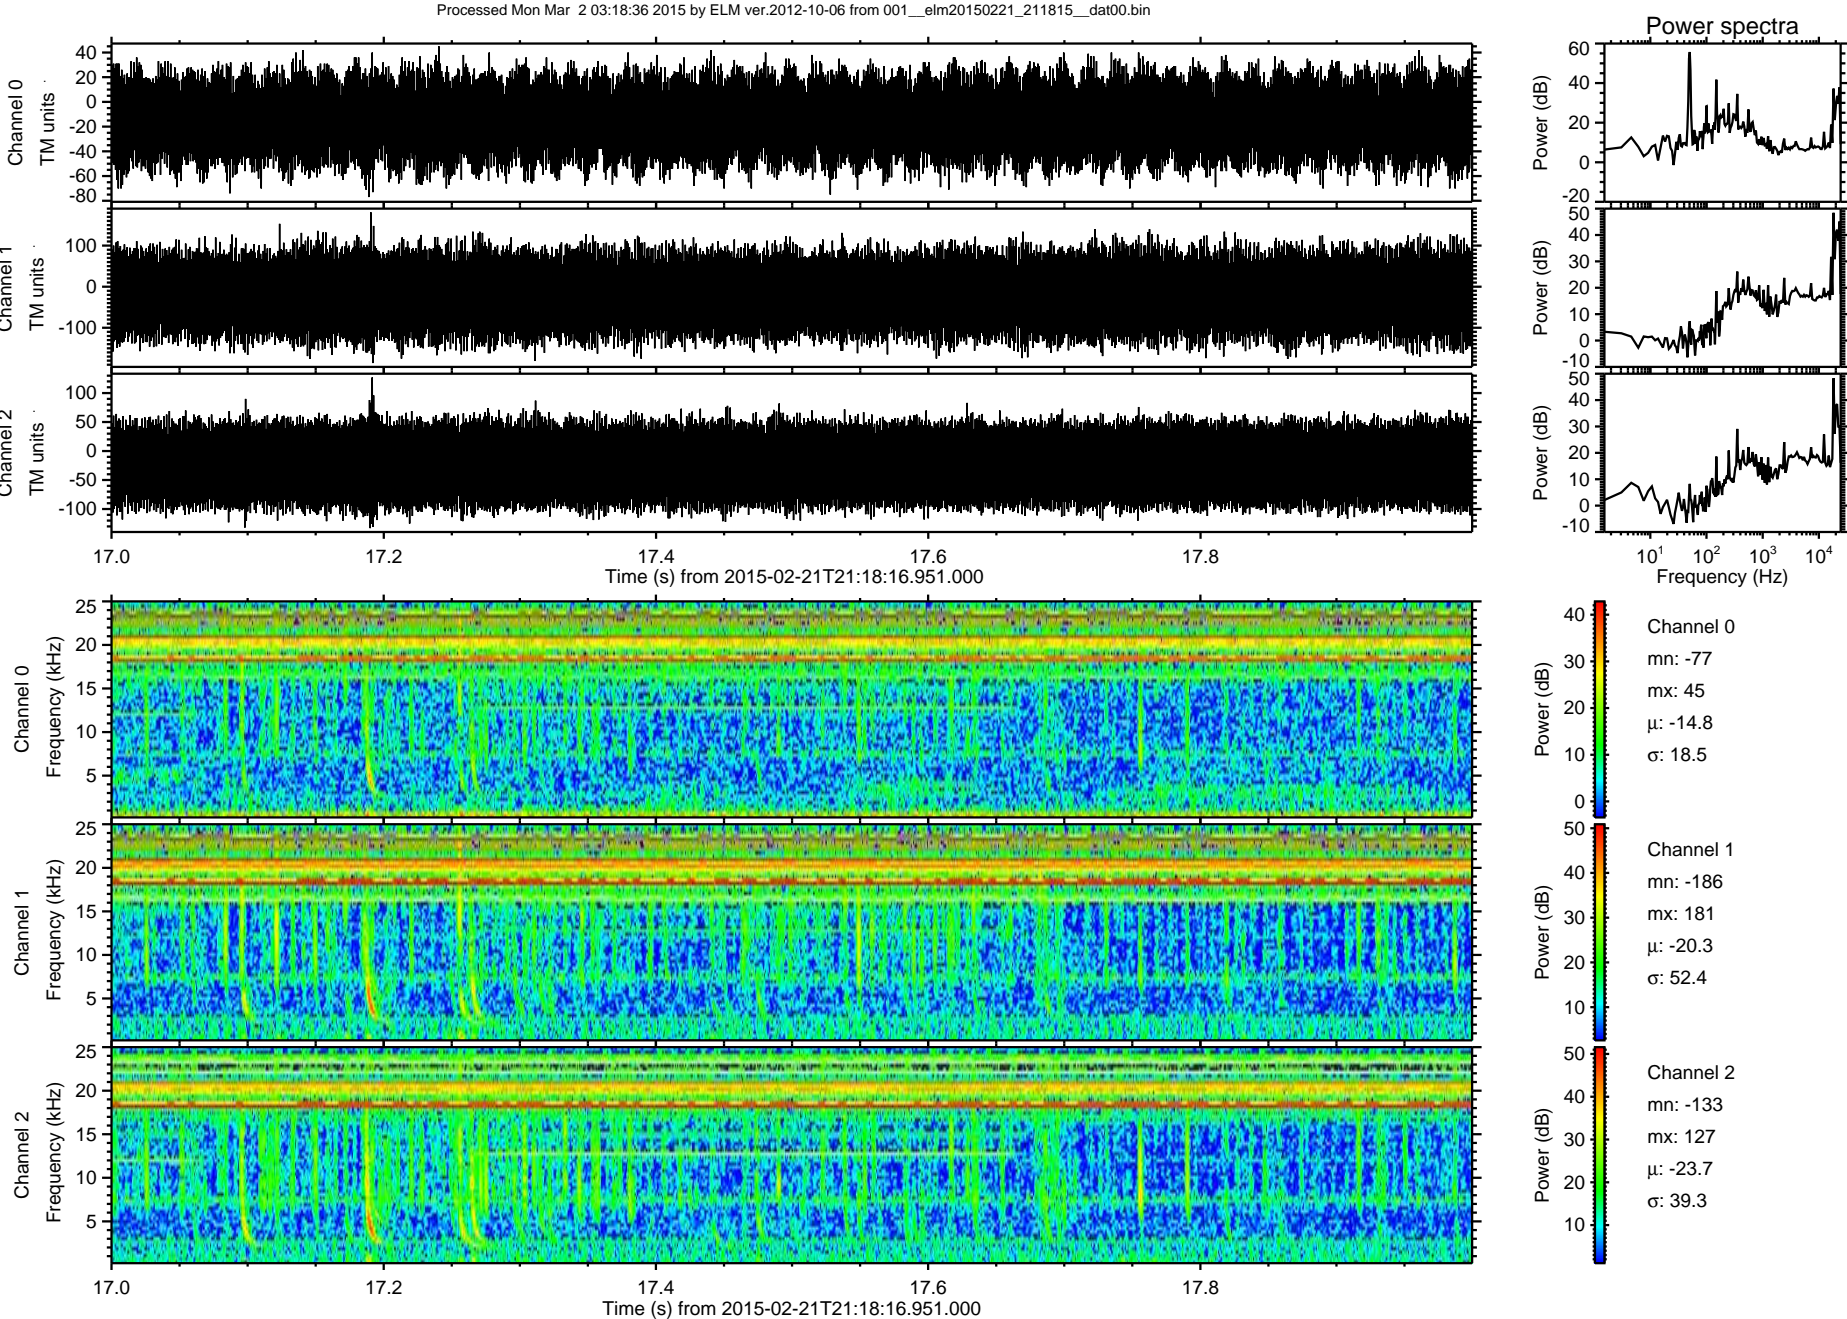 Processed Mon Mar  2 03:18:36 2015 by ELM ver.2012-10-06 from 001__elm20150221_211815__dat00.bin
Power spectra
Channel 0
TM units
40
20
0
-20
-40
-60
-80
Power (dB)
60
40
20
0
-20
Channel 1
TM units
100
0
-100
Power (dB)
50
40
30
20
10
0
-10
Channel 2
TM units
100
50
0
-50
-100
Power (dB)
50
40
30
20
10
0
-10
17.0 17.2 17.4 17.6 17.8
Time (s) from 2015-02-21T21:18:16.951.000
10¹ 10² 10³ 10⁴
Frequency (Hz)
Channel 0
Frequency (kHz)
25
20
15
10
5
Power (dB)
40
30
20
10
0
Channel 0
mn: -77
mx: 45
μ: -14.8
σ: 18.5
Channel 1
Frequency (kHz)
25
20
15
10
5
Power (dB)
50
40
30
20
10
Channel 1
mn: -186
mx: 181
μ: -20.3
σ: 52.4
Channel 2
Frequency (kHz)
25
20
15
10
5
Power (dB)
50
40
30
20
10
Channel 2
mn: -133
mx: 127
μ: -23.7
σ: 39.3
17.0 17.2 17.4 17.6 17.8
Time (s) from 2015-02-21T21:18:16.951.000